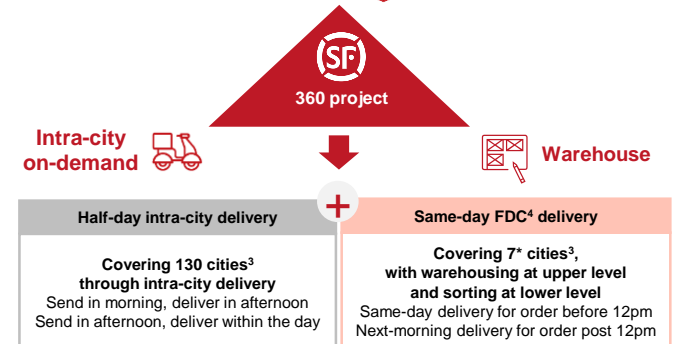 SF
360 project
Intra-city
on-demand
Warehouse
+
Half-day intra-city delivery
Same-day FDC⁴ delivery
Covering 130 cities³
through intra-city delivery
Send in morning, deliver in afternoon
Send in afternoon, deliver within the day
Covering 7* cities³,
with warehousing at upper level
and sorting at lower level
Same-day delivery for order before 12pm
Next-morning delivery for order post 12pm